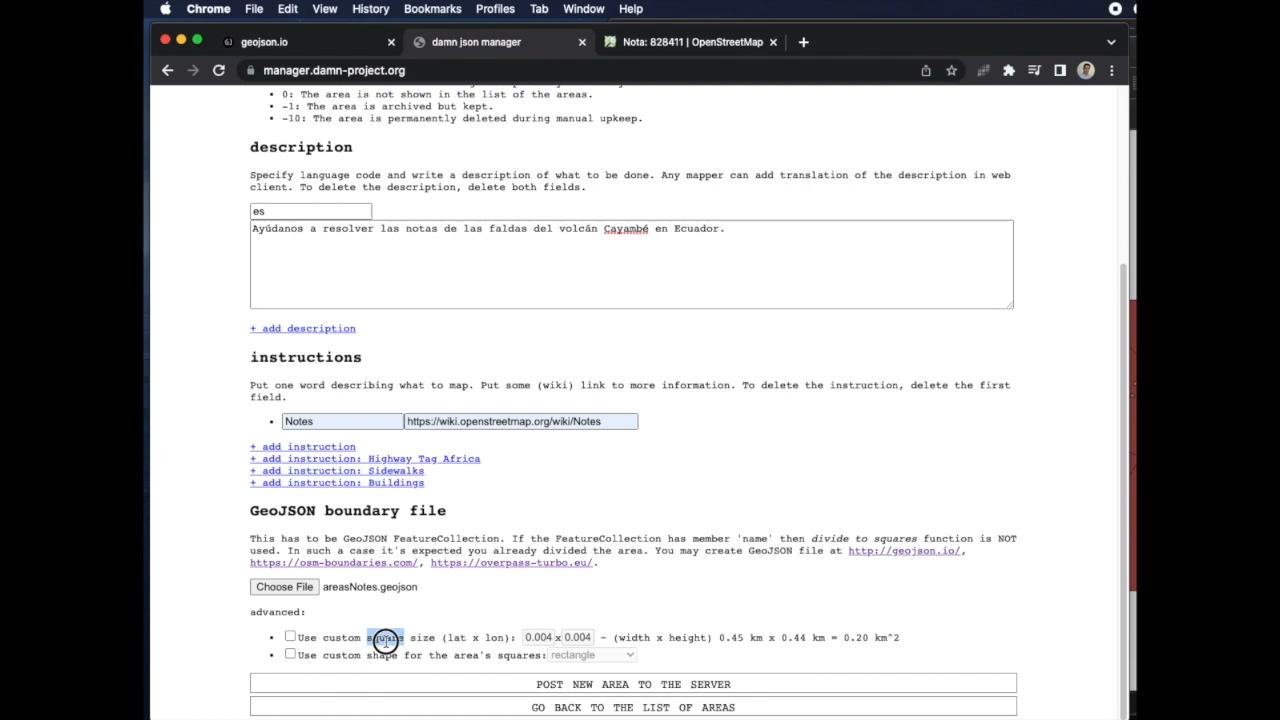 Chrome File Edit View History Bookmarks Profiles Tab Window Help
geojson.io damn json manager Nota: 828411 | OpenStreetMap
manager.damn-project.org
0: The area is not shown in the list of the areas.
-1: The area is archived but kept.
-10: The area is permanently deleted during manual upkeep.
description
Specify language code and write a description of what to be done. Any mapper can add translation of the description in web
client. To delete the description, delete both fields.
es
Ayúdanos a resolver las notas de las faldas del volcán Cayambé en Ecuador.
+ add description
instructions
Put one word describing what to map. Put some (wiki) link to more information. To delete the instruction, delete the first
field.
Notes https://wiki.openstreetmap.org/wiki/Notes
+ add instruction
+ add instruction: Highway Tag Africa
+ add instruction: Sidewalks
+ add instruction: Buildings
GeoJSON boundary file
This has to be GeoJSON FeatureCollection. If the FeatureCollection has member 'name' then divide to squares function is NOT
used. In such a case it's expected you already divided the area. You may create GeoJSON file at http://geojson.io/,
https://osm-boundaries.com/, https://overpass-turbo.eu/.
Choose File areasNotes.geojson
advanced:
Use custom square size (lat x lon): 0.004 x 0.004 ~ (width x height) 0.45 km x 0.44 km = 0.20 km^2
Use custom shape for the area's squares: rectangle
POST NEW AREA TO THE SERVER
GO BACK TO THE LIST OF AREAS